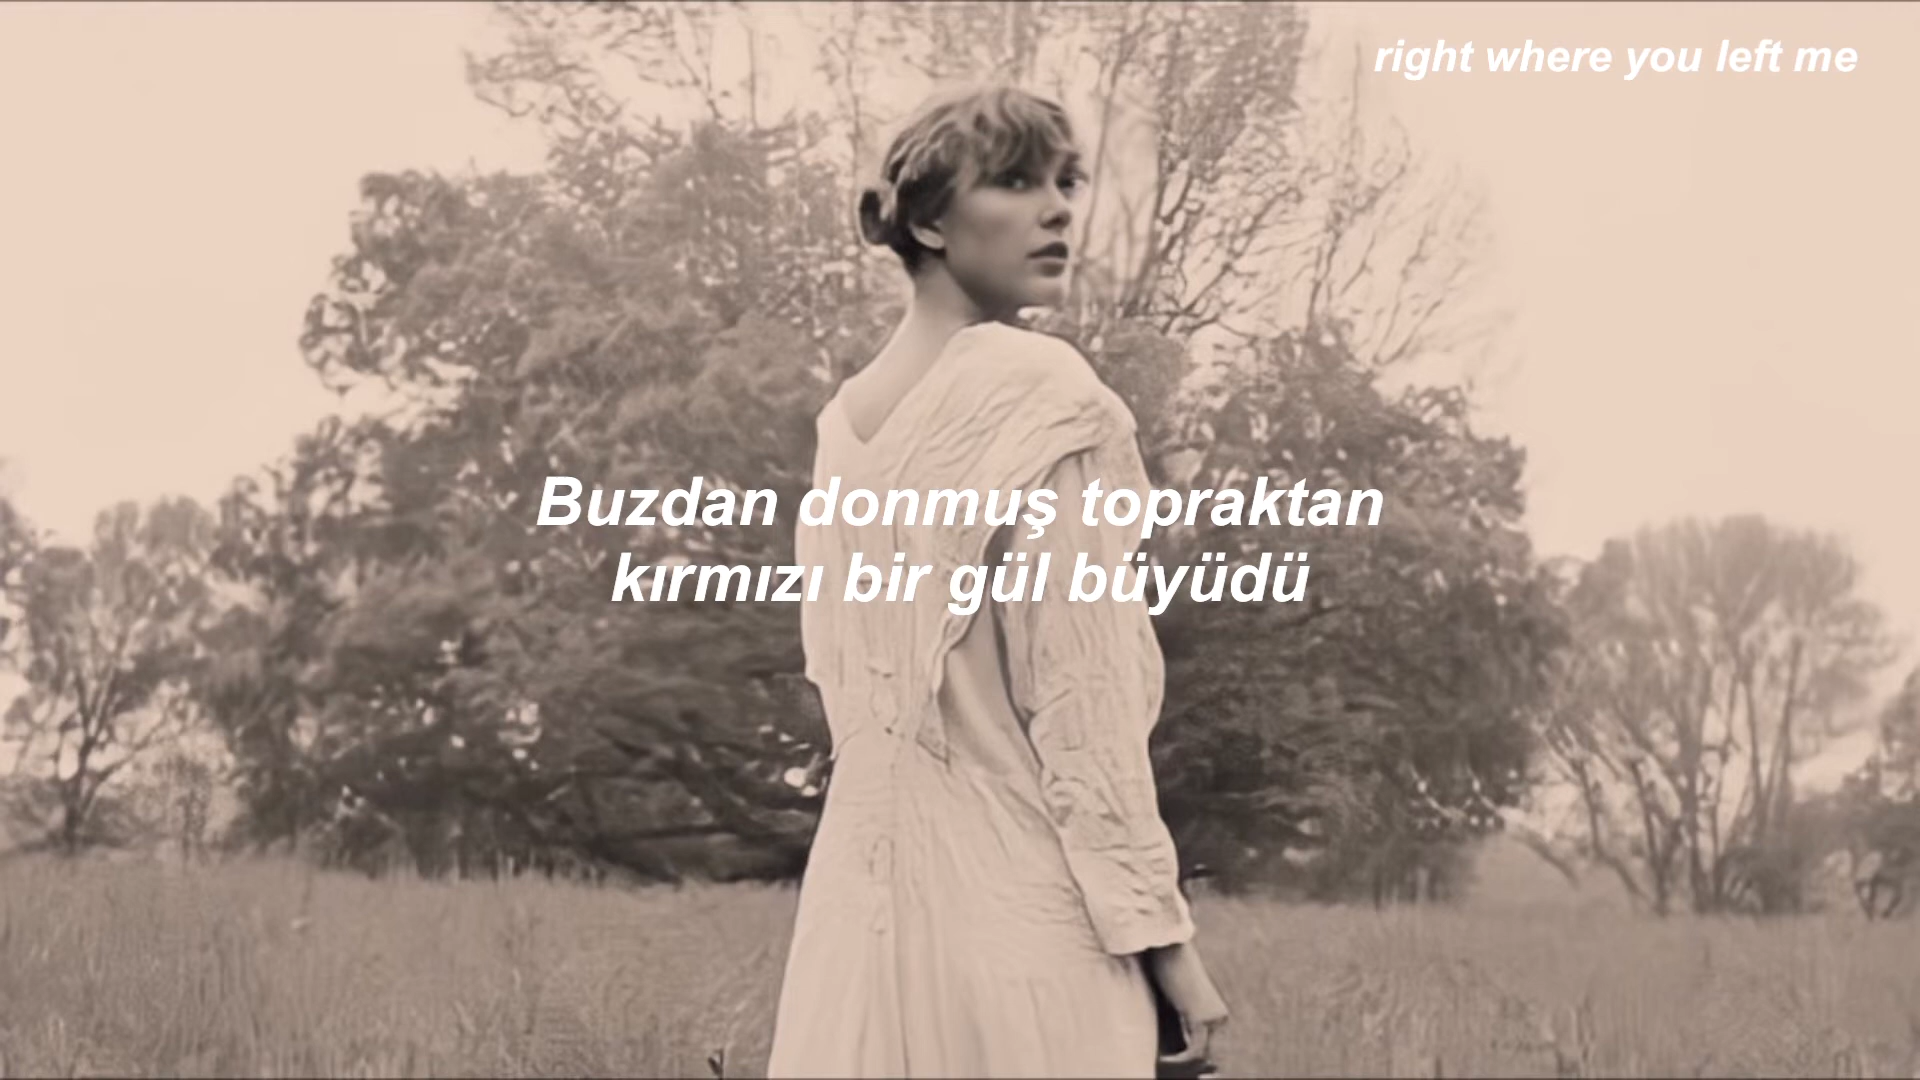 right where you left me
Buzdan donmuş topraktan
kırmızı bir gül büyüdü